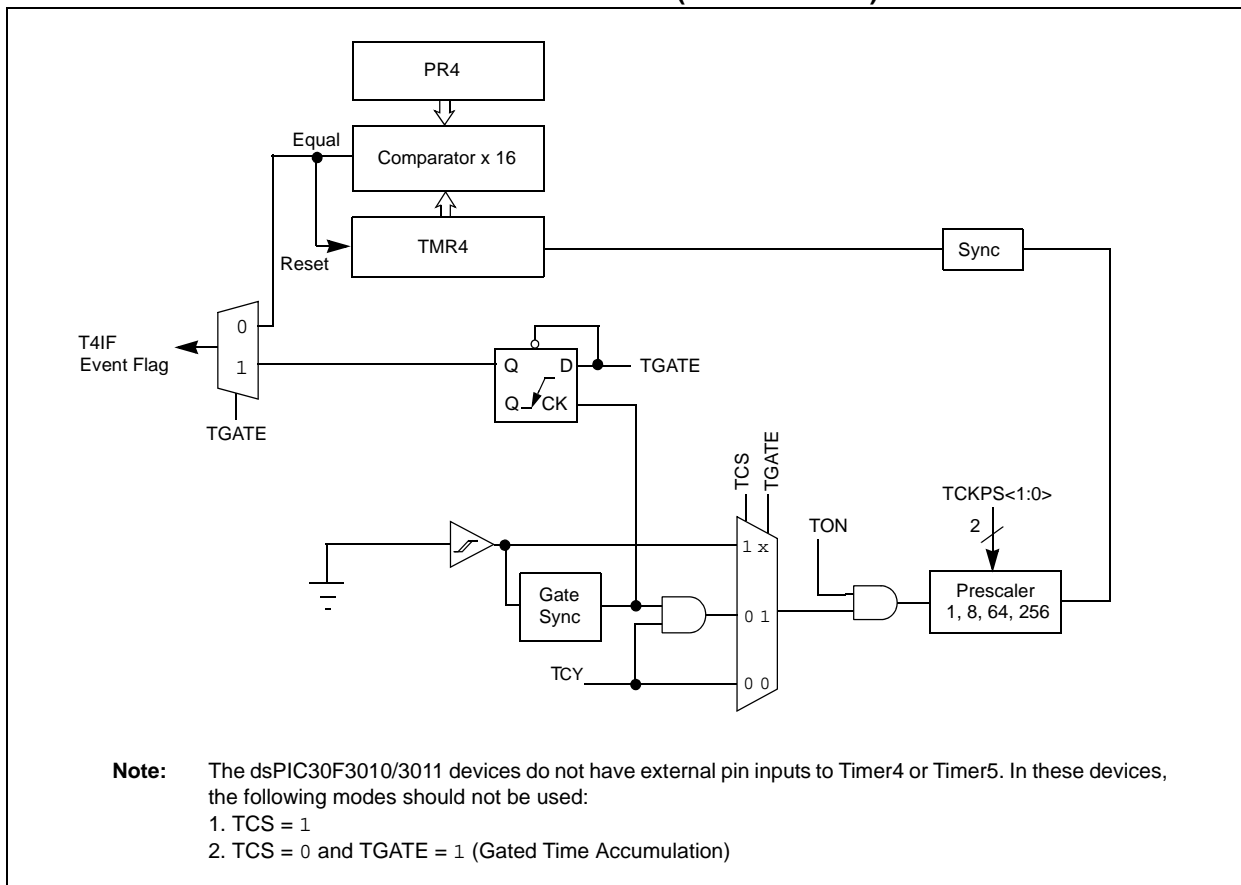 PR4
Equal
Comparator x 16
TMR4
Reset
Sync
0
T4IF
Event Flag
1
Q
D
TGATE
Q
CK
TGATE
TCS
TGATE
TCKPS<1:0>
TON
2
1 x
Prescaler
1, 8, 64, 256
Gate
Sync
0 1
TCY
0 0
Note: The dsPIC30F3010/3011 devices do not have external pin inputs to Timer4 or Timer5. In these devices,
the following modes should not be used:
1. TCS = 1
2. TCS = 0 and TGATE = 1 (Gated Time Accumulation)